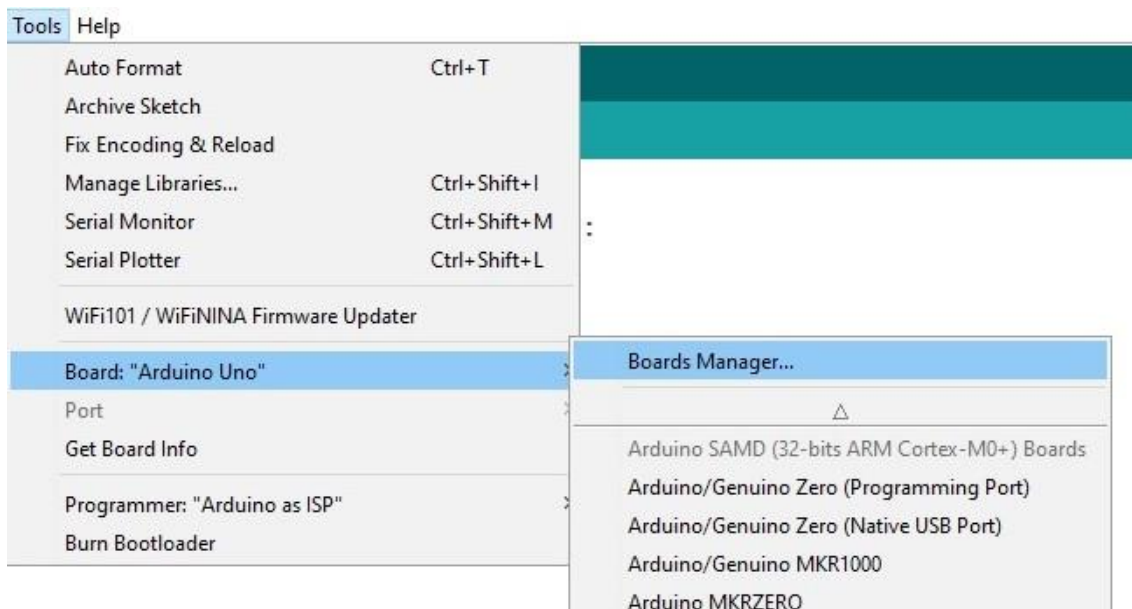 Tools Help
Auto Format Ctrl+T
Archive Sketch
Fix Encoding & Reload
Manage Libraries... Ctrl+Shift+I
Serial Monitor Ctrl+Shift+M
Serial Plotter Ctrl+Shift+L
WiFi101 / WiFiNINA Firmware Updater
Board: "Arduino Uno"
Port
Get Board Info
Programmer: "Arduino as ISP"
Burn Bootloader
:
Boards Manager...
Arduino SAMD (32-bits ARM Cortex-M0+) Boards
Arduino/Genuino Zero (Programming Port)
Arduino/Genuino Zero (Native USB Port)
Arduino/Genuino MKR1000
Arduino MKRZERO